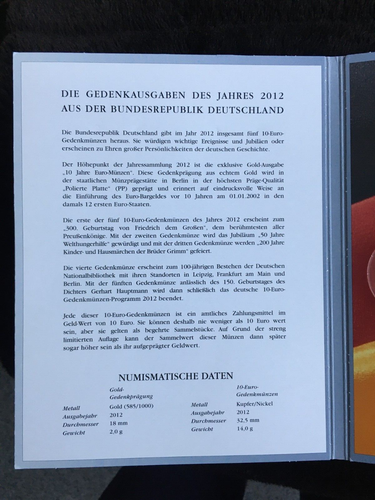 DIE GEDENKAUSGABEN DES JAHRES 2012
AUS DER BUNDESREPUBLIK DEUTSCHLAND
Die Bundesrepublik Deutschland gibt im Jahr 2012 insgesamt fünf 10-Euro-
Gedenkmünzen heraus. Sie würdigen wichtige Ereignisse und Jubiläen oder
erscheinen zu Ehren großer Persönlichkeiten der deutschen Geschichte.
Der Höhepunkt der Jahressammlung 2012 ist die exklusive Gold-Ausgabe
„10 Jahre Euro-Münzen“. Diese Gedenkprägung aus echtem Gold wird in
der staatlichen Münzprägestätte in Berlin in der höchsten Präge-Qualität
„Polierte Platte“ (PP) geprägt und erinnert auf eindrucksvolle Weise an
die Einführung des Euro-Bargeldes vor 10 Jahren am 01.01.2002 in den
damals 12 ersten Euro-Staaten.
Die erste der fünf 10-Euro-Gedenkmünzen des Jahres 2012 erscheint zum
„300. Geburtstag von Friedrich dem Großen“, dem berühmtesten aller
Preußenkönige. Mit der zweiten Gedenkmünze wird das Jubiläum „50 Jahre
Welthungerhilfe“ gewürdigt und mit der dritten Gedenkmünze werden „200 Jahre
Kinder- und Hausmärchen der Brüder Grimm“ gefeiert.
Die vierte Gedenkmünze erscheint zum 100-jährigen Bestehen der Deutschen
Nationalbibliothek mit ihren Standorten in Leipzig, Frankfurt am Main und
Berlin. Mit der fünften Gedenkmünze anlässlich des 150. Geburtstages des
Dichters Gerhart Hauptmann wird dann schließlich das deutsche 10-Euro-
Gedenkmünzen-Programm 2012 beendet.
Jede dieser 10-Euro-Gedenkmünzen ist ein amtliches Zahlungsmittel im
Geld-Wert von 10 Euro. Sie können deshalb nie weniger als 10 Euro wert
sein, aber sie gelten als begehrte Sammelstücke. Auf Grund der streng
limitierten Auflage kann der Sammelwert dieser Münzen dann später
sogar höher sein als ihr aufgeprägter Geldwert.
NUMISMATISCHE DATEN
Gold-
Gedenkprägung
Metall Gold (585/1000)
Ausgabejahr 2012
Durchmesser 18 mm
Gewicht 2,0 g
10-Euro-
Gedenkmünzen
Metall Kupfer/Nickel
Ausgabejahr 2012
Durchmesser 32,5 mm
Gewicht 14,0 g